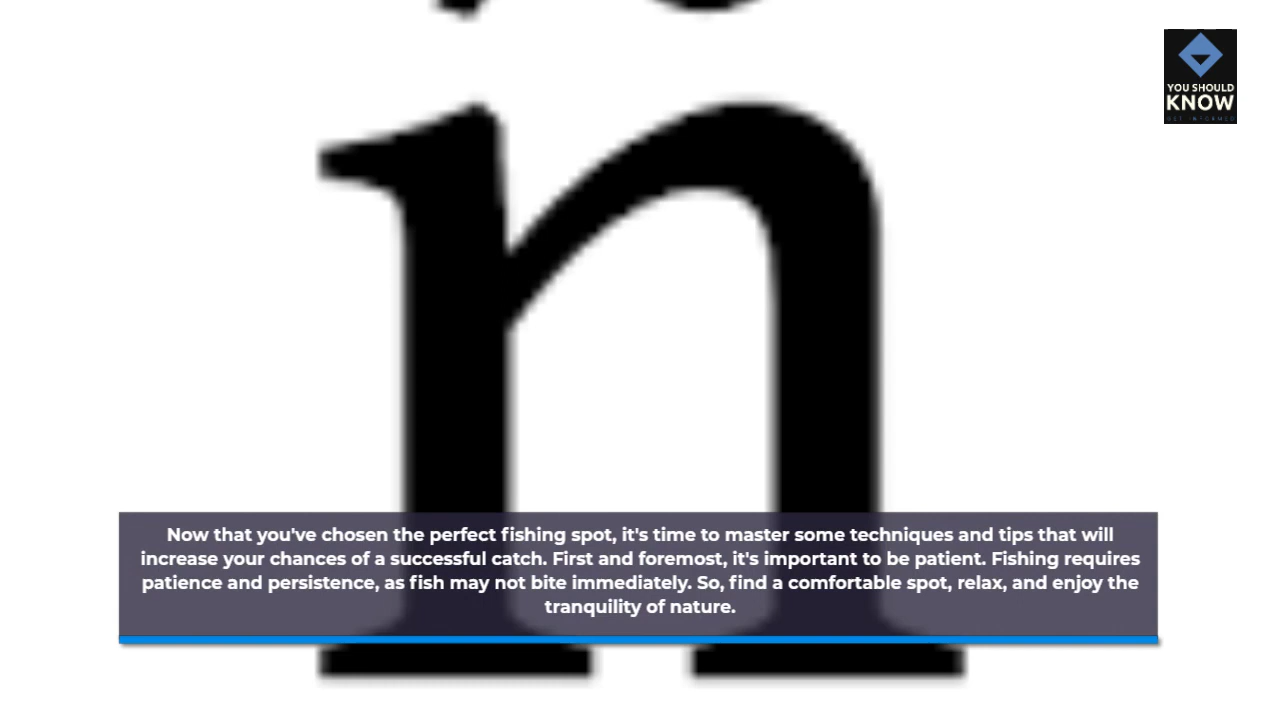 ñ
YOU SHOULD
KNOW
GET INFORMED
Now that you've chosen the perfect fishing spot, it's time to master some techniques and tips that will
increase your chances of a successful catch. First and foremost, it's important to be patient. Fishing requires
patience and persistence, as fish may not bite immediately. So, find a comfortable spot, relax, and enjoy the
tranquility of nature.